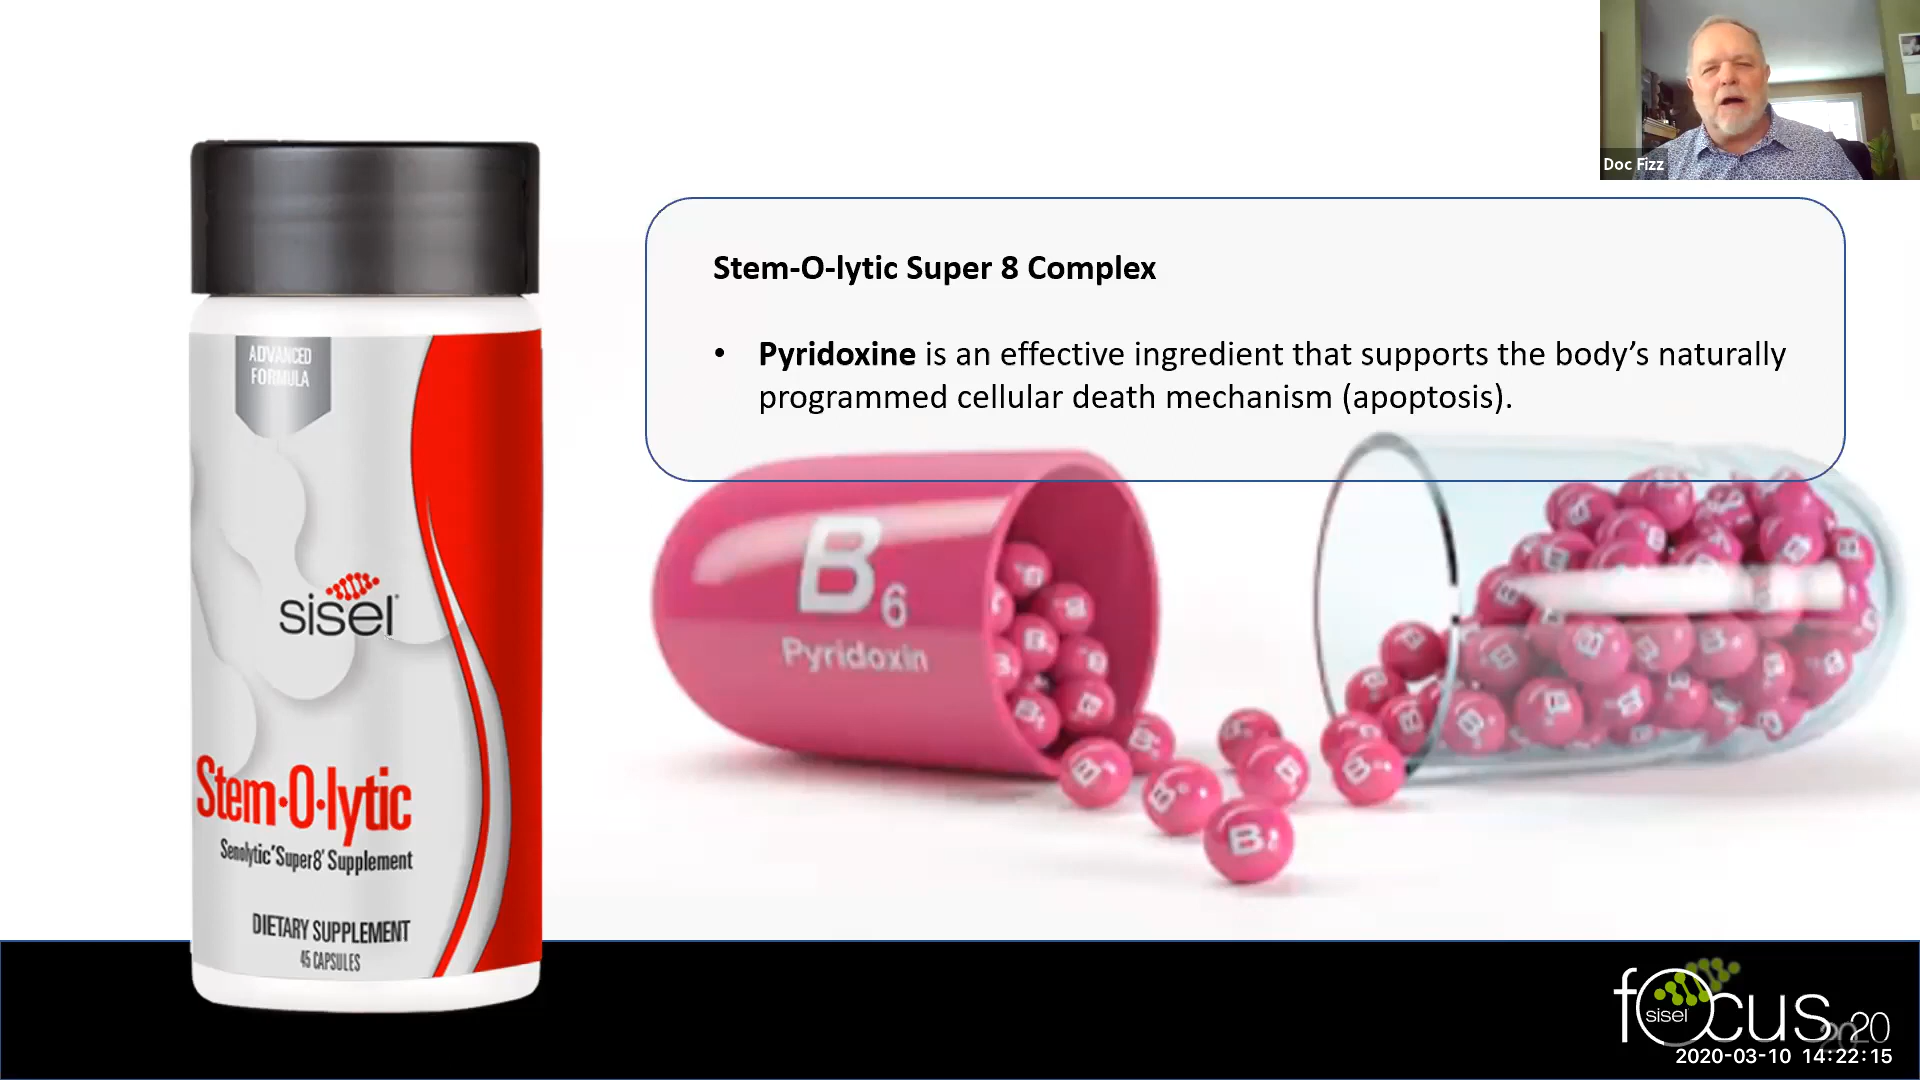 Doc Fizz
Stem-O-lytic Super 8 Complex
• Pyridoxine is an effective ingredient that supports the body's naturally
programmed cellular death mechanism (apoptosis).
ADVANCED
FORMULA
sisel
Stem·O·lytic
Senolytic 'Super8' Supplement
DIETARY SUPPLEMENT
45 CAPSULES
B6
Pyridoxin
focus 2020
sisel
2020-03-10 14:22:15